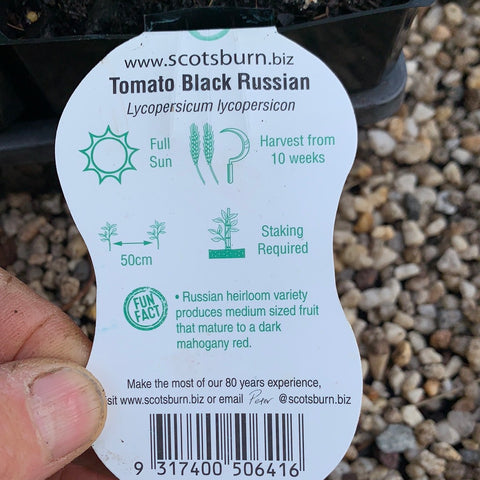 www.scotsburn.biz
Tomato Black Russian
Lycopersicum lycopersicon
Full
Sun
Harvest from
10 weeks
50cm
Staking
Required
FUN
FACT
• Russian heirloom variety
produces medium sized fruit
that mature to a dark
mahogany red.
Make the most of our 80 years experience,
sit www.scotsburn.biz or email Peter @scotsburn.biz
9 317400 506416